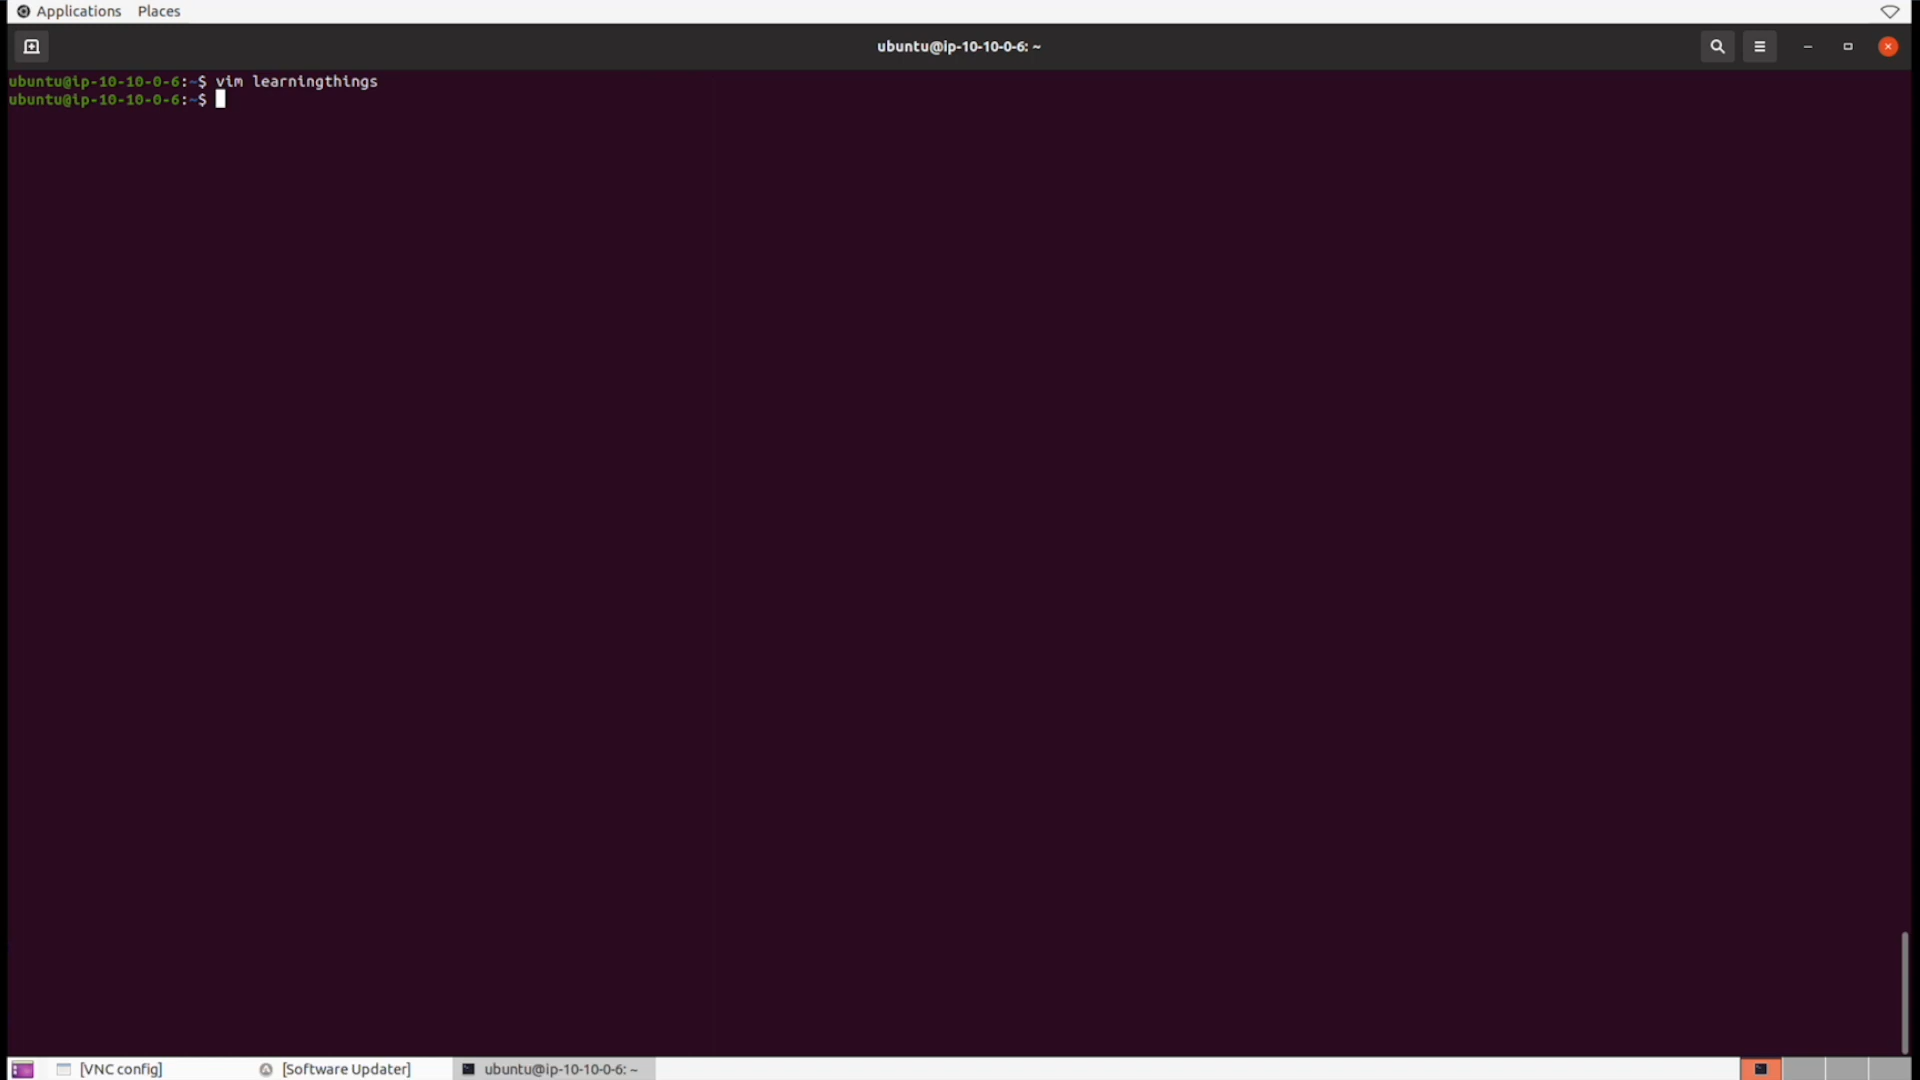 Applications Places
ubuntu@ip-10-10-0-6: ~
ubuntu@ip-10-10-0-6:~$ vim learningthings
ubuntu@ip-10-10-0-6:~$
[VNC config] [Software Updater] ubuntu@ip-10-10-0-6: ~